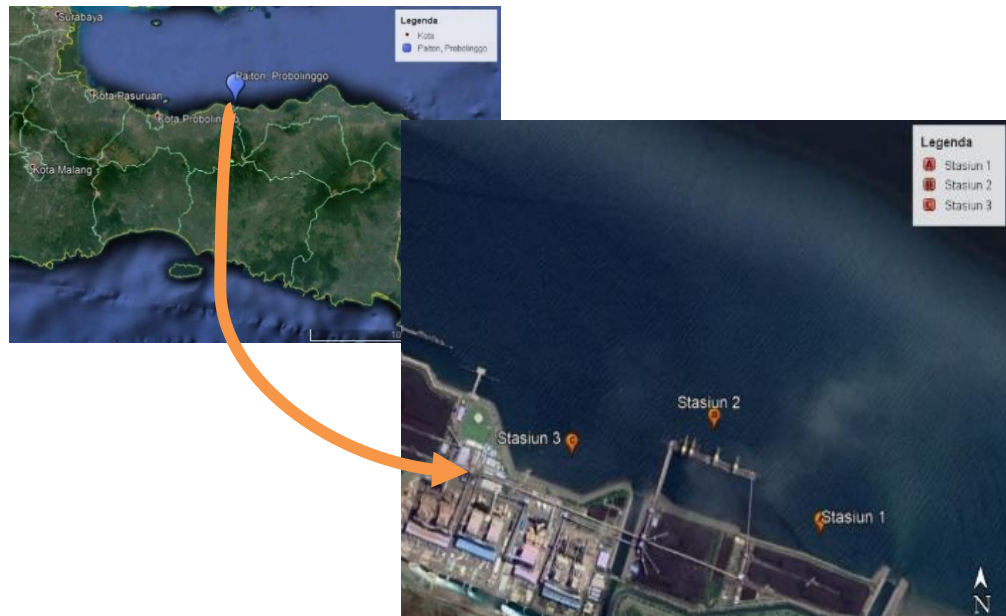 Surabaya
Legenda
Kota
Paiton, Probolinggo
Paiton, Probolinggo
Kota Pasuruan
Kota Probolinggo
Kota Malang
Legenda
A Stasiun 1
B Stasiun 2
C Stasiun 3
Stasiun 2
Stasiun 3 C
Stasiun 1
N